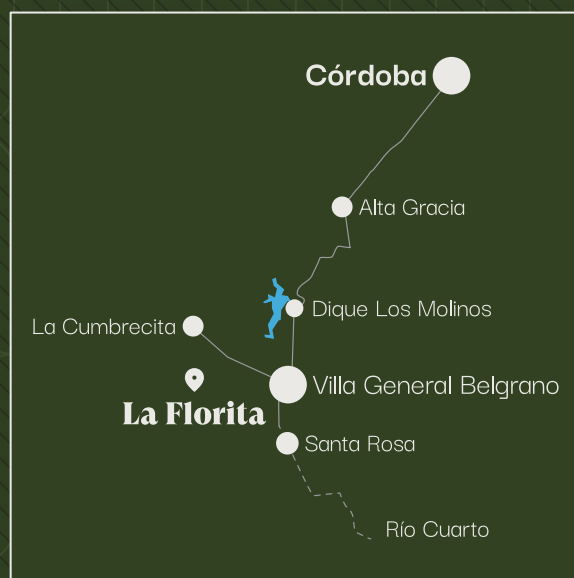 Córdoba
Alta Gracia
Dique Los Molinos
La Cumbrecita
Villa General Belgrano
La Florita
Santa Rosa
Río Cuarto